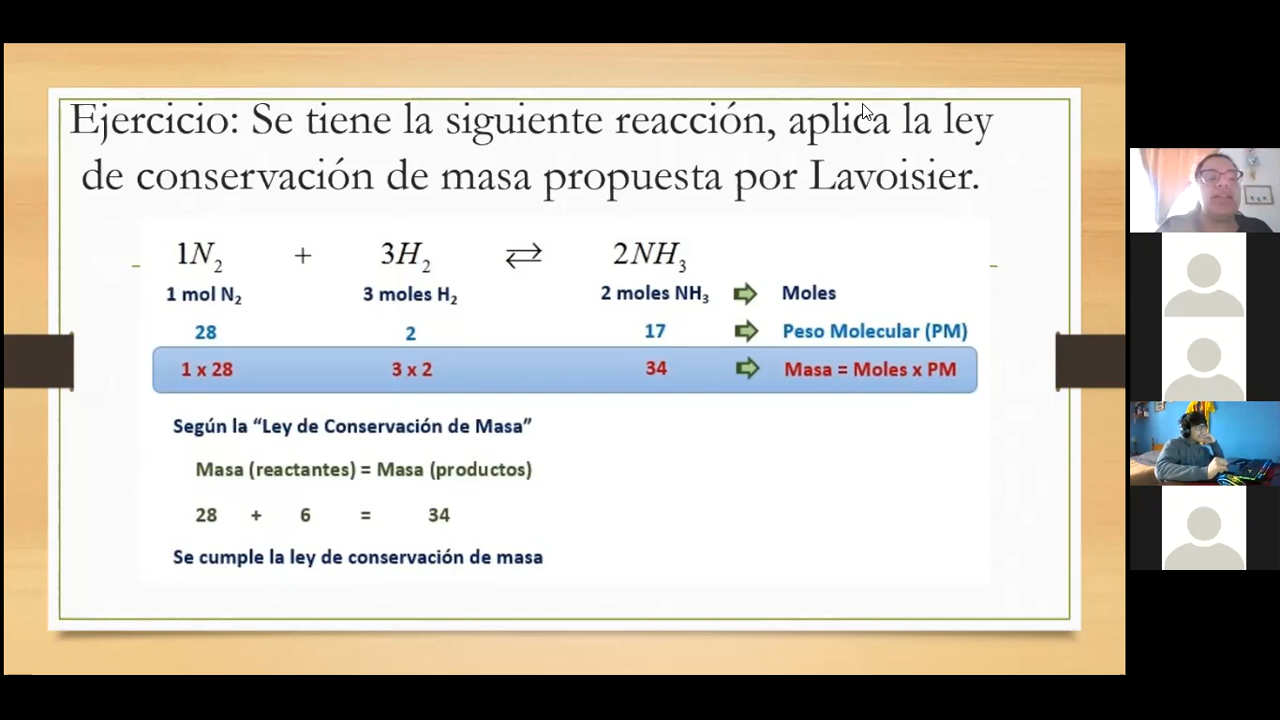 Ejercicio: Se tiene la siguiente reacción, aplica la ley
de conservación de masa propuesta por Lavoisier.
1N₂ + 3H₂ ⇄ 2NH₃
1 mol N₂ 3 moles H₂ 2 moles NH₃ Moles
28 2 17 Peso Molecular (PM)
1 x 28 3 x 2 34 Masa = Moles x PM
Según la “Ley de Conservación de Masa”
Masa (reactantes) = Masa (productos)
28 + 6 = 34
Se cumple la ley de conservación de masa